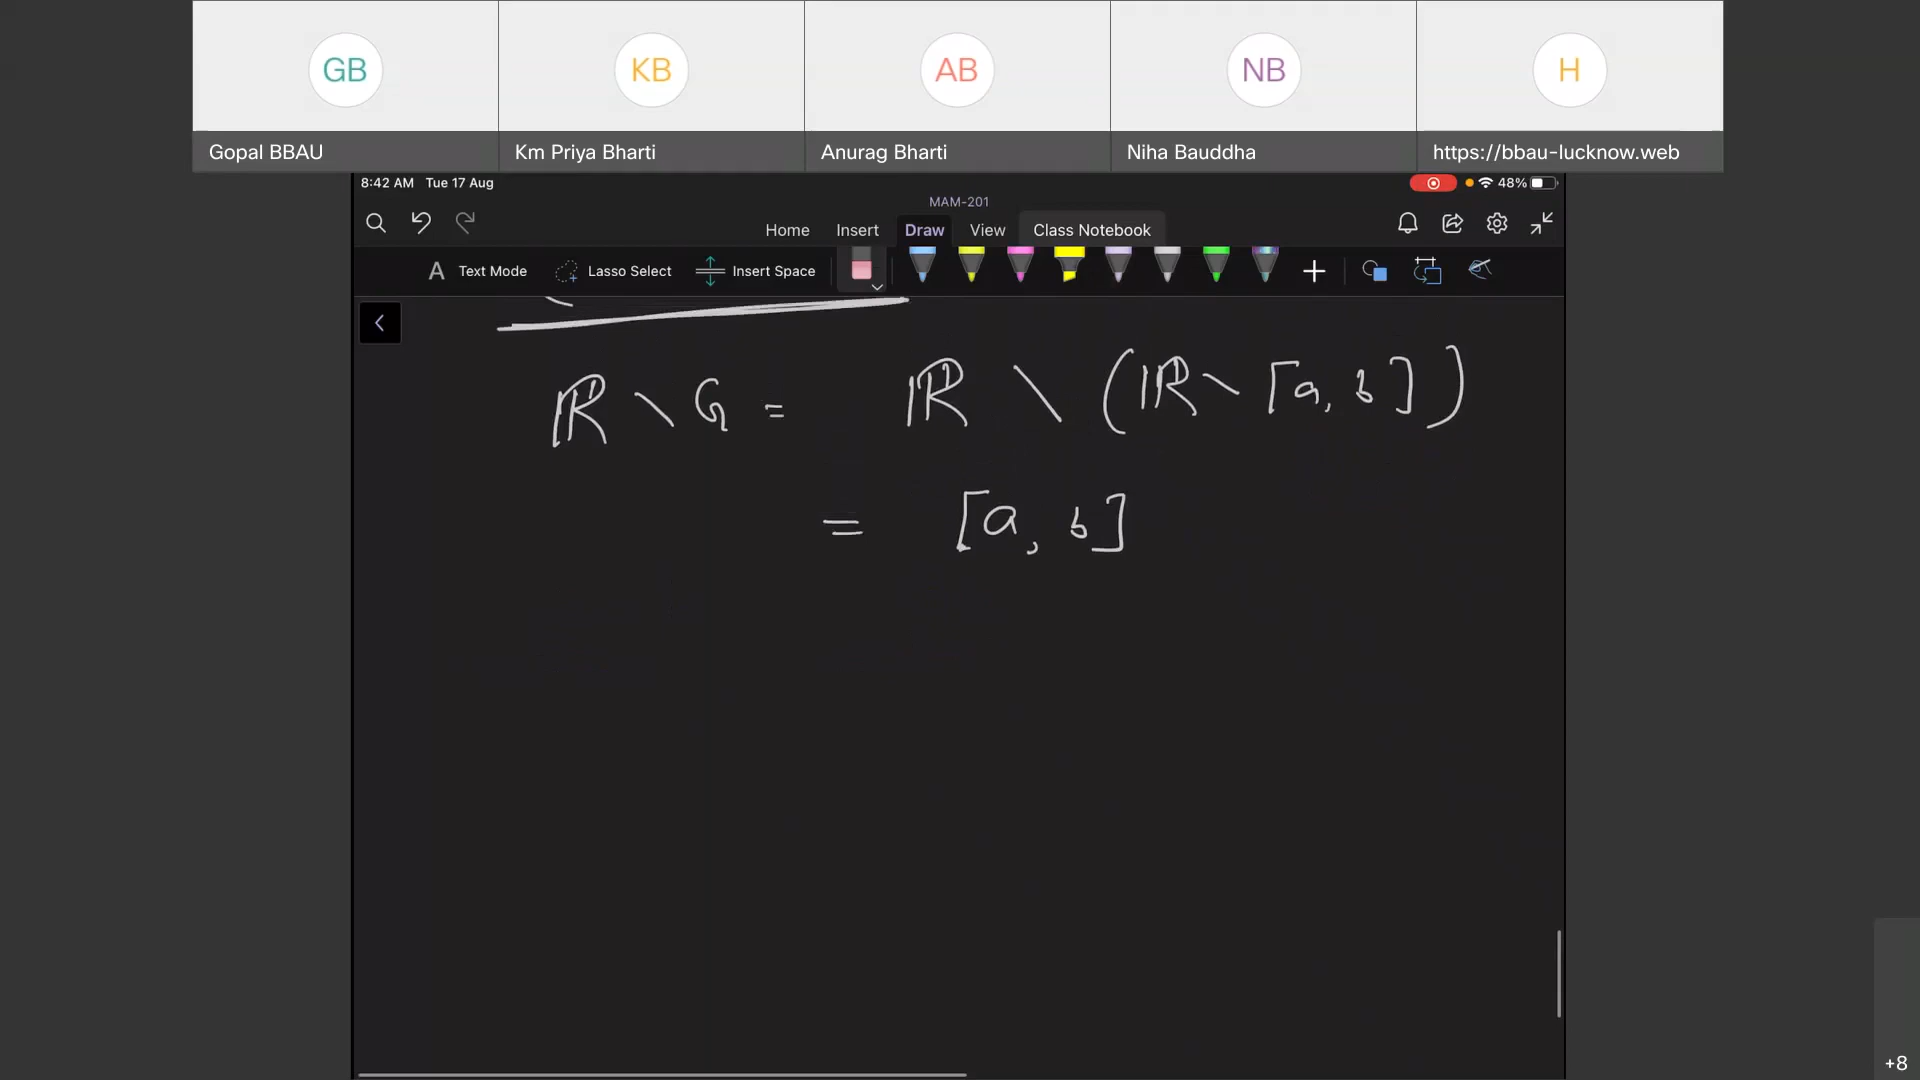 GB KB AB NB H
Gopal BBAU Km Priya Bharti Anurag Bharti Niha Bauddha https://bbau-lucknow.web
8:42 AM Tue 17 Aug 48%
MAM-201
Home Insert Draw View Class Notebook
A Text Mode Lasso Select Insert Space
ℝ \ G = ℝ \ (ℝ \ [a, b])
= [a, b]
+8